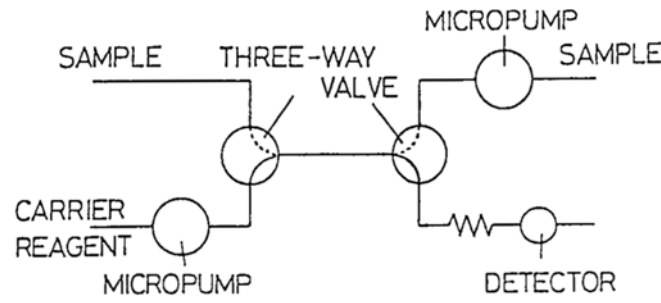 MICROPUMP
SAMPLE
THREE-WAY
VALVE
SAMPLE
CARRIER
REAGENT
MICROPUMP
DETECTOR